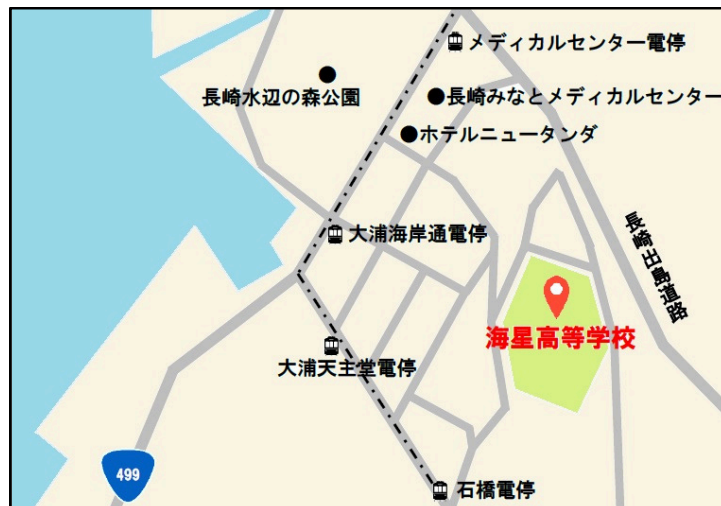 メディカルセンター電停
長崎水辺の森公園
長崎みなとメディカルセンター
ホテルニュータンダ
大浦海岸通電停
長崎出島道路
海星高等学校
大浦天主堂電停
499
石橋電停